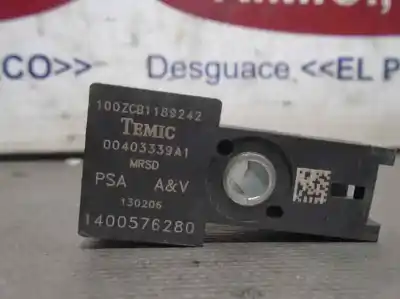 CO>>
Desguace <<EL P
100ZCB1189242
TEMIC
00403339A1
MRSD
PSA A&V
130206
1400576280